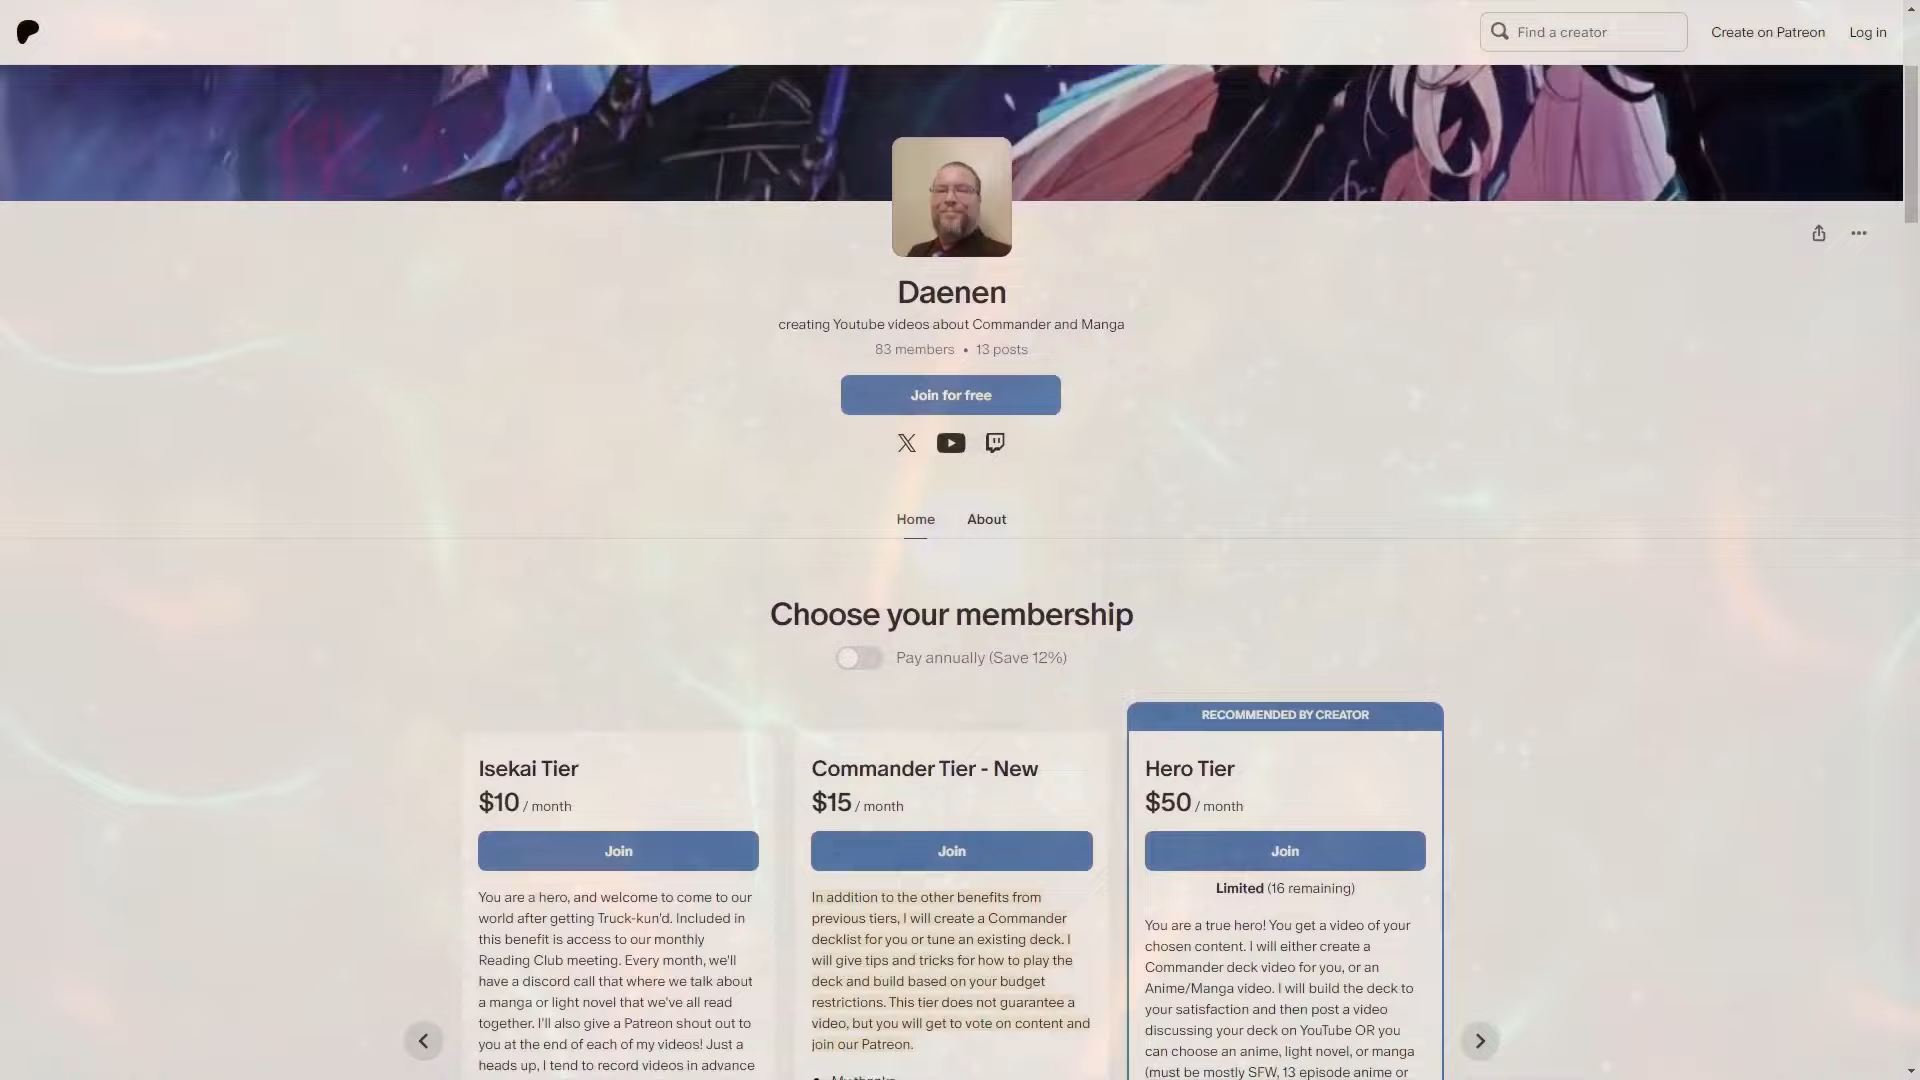 Find a creator
Create on Patreon
Log in
Daenen
creating Youtube videos about Commander and Manga
83 members • 13 posts
Join for free
Home
About
Choose your membership
Pay annually (Save 12%)
Isekai Tier
$10 / month
Join
You are a hero, and welcome to come to our
world after getting Truck-kun'd. Included in
this benefit is access to our monthly
Reading Club meeting. Every month, we'll
have a discord call that where we talk about
a manga or light novel that we've all read
together. I'll also give a Patreon shout out to
you at the end of each of my videos! Just a
heads up, I tend to record videos in advance
Commander Tier - New
$15 / month
Join
In addition to the other benefits from
previous tiers, I will create a Commander
decklist for you or tune an existing deck. I
will give tips and tricks for how to play the
deck and build based on your budget
restrictions. This tier does not guarantee a
video, but you will get to vote on content and
join our Patreon.
My thanks
RECOMMENDED BY CREATOR
Hero Tier
$50 / month
Join
Limited (16 remaining)
You are a true hero! You get a video of your
chosen content. I will either create a
Commander deck video for you, or an
Anime/Manga video. I will build the deck to
your satisfaction and then post a video
discussing your deck on YouTube OR you
can choose an anime, light novel, or manga
(must be mostly SFW, 13 episode anime or